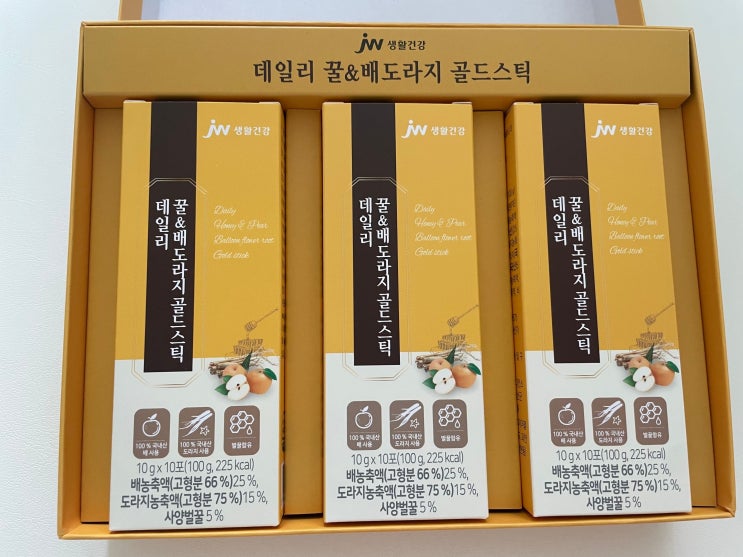 jw 생활건강
데일리 꿀&배도라지 골드스틱
jw 생활건강
데일리
꿀&배 도라지 골드스틱
Daily
Honey & Pear
Balloon flower root
Gold stick
100 % 국내산
배 사용
100 % 국내산
도라지 사용
벌꿀함유
10 g x 10포(100 g, 225 kcal)
배농축액(고형분 66 %)25 %,
도라지농축액(고형분 75 %)15 %,
사양벌꿀 5 %
jw 생활건강
데일리
꿀&배 도라지 골드스틱
Daily
Honey & Pear
Balloon flower root
Gold stick
100 % 국내산
배 사용
100 % 국내산
도라지 사용
벌꿀함유
10 g x 10포(100 g, 225 kcal)
배농축액(고형분 66 %)25 %,
도라지농축액(고형분 75 %)15 %,
사양벌꿀 5 %
jw 생활건강
데일리
꿀&배 도라지 골드스틱
Daily
Honey & Pear
Balloon flower root
Gold stick
100 % 국내산
배 사용
100 % 국내산
도라지 사용
벌꿀함유
10 g x 10포(100 g, 225 kcal)
배농축액(고형분 66 %)25 %,
도라지농축액(고형분 75 %)15 %,
사양벌꿀 5 %